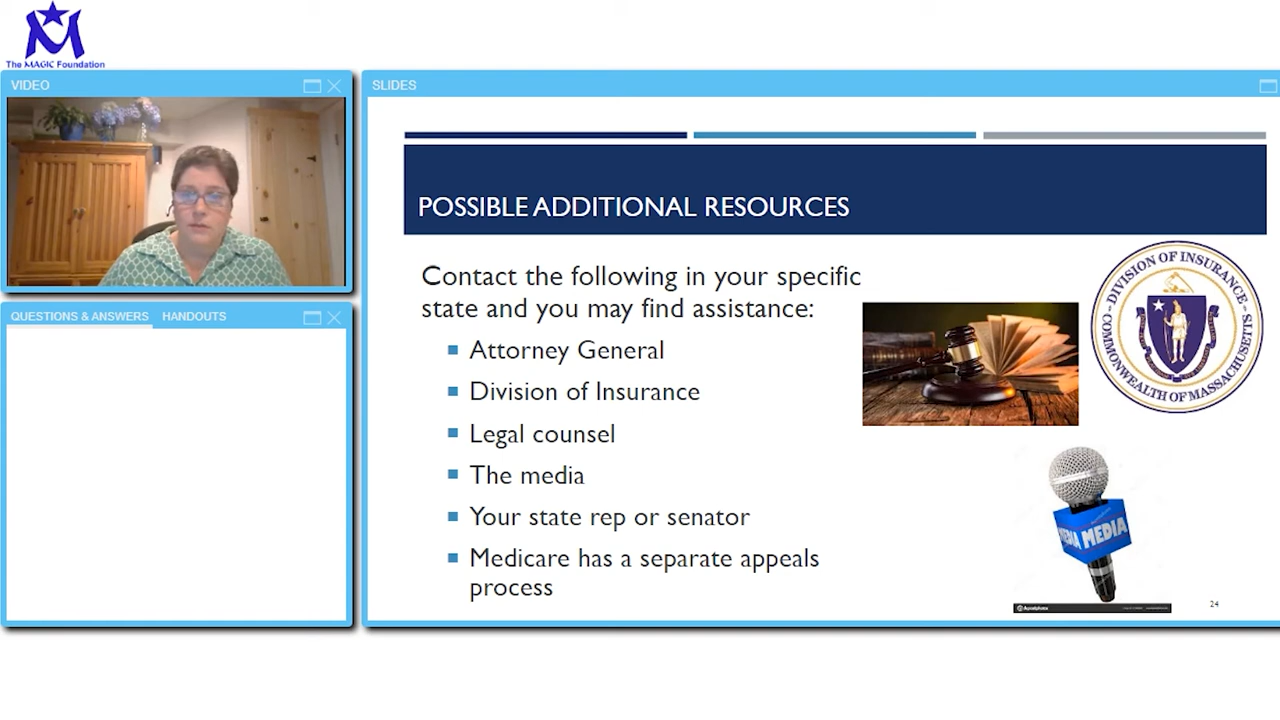 The MAGIC Foundation
VIDEO
SLIDES
QUESTIONS & ANSWERS
HANDOUTS
POSSIBLE ADDITIONAL RESOURCES
Contact the following in your specific
state and you may find assistance:
Attorney General
Division of Insurance
Legal counsel
The media
Your state rep or senator
Medicare has a separate appeals
process
DIVISION OF INSURANCE
COMMONWEALTH OF MASSACHUSETTS
MEDIA
24